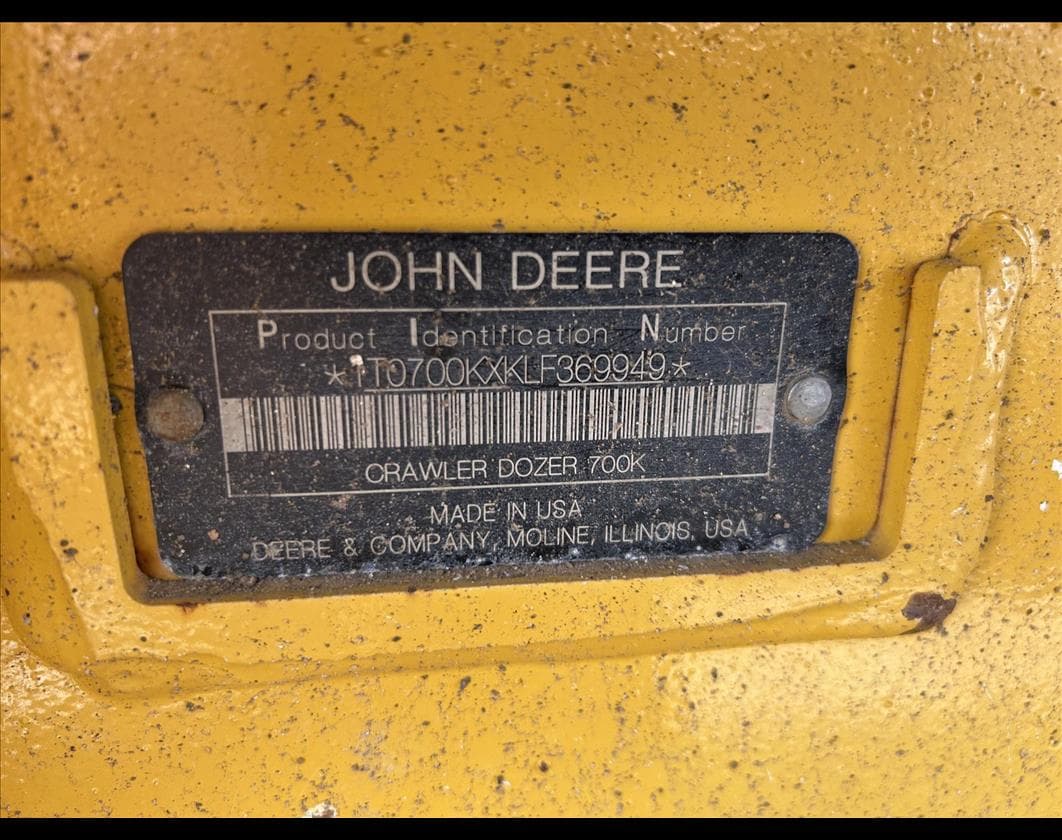 JOHN DEERE
Product Identification Number
*1T0700KXKLF369949*
CRAWLER DOZER 700K
MADE IN USA
DEERE & COMPANY, MOLINE, ILLINOIS, USA